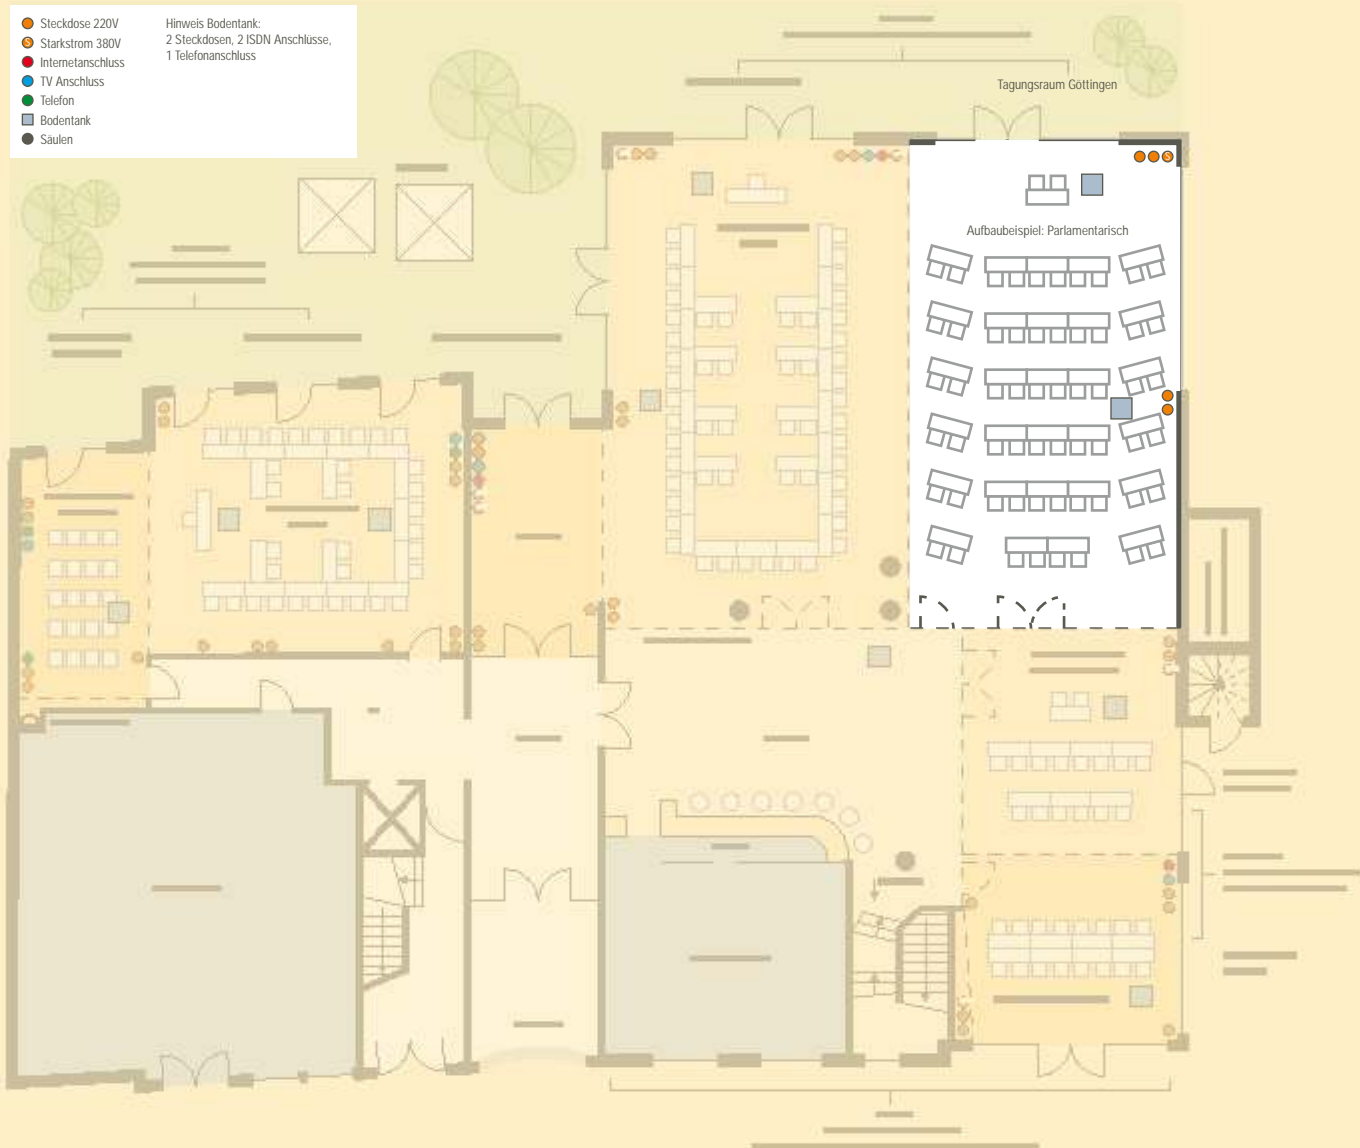 Steckdose 220V
Starkstrom 380V
Internetanschluss
TV Anschluss
Telefon
Bodentank
Säulen
Hinweis Bodentank:
2 Steckdosen, 2 ISDN Anschlüsse,
1 Telefonanschluss
Tagungsraum Göttingen
S
Aufbaubeispiel: Parlamentarisch